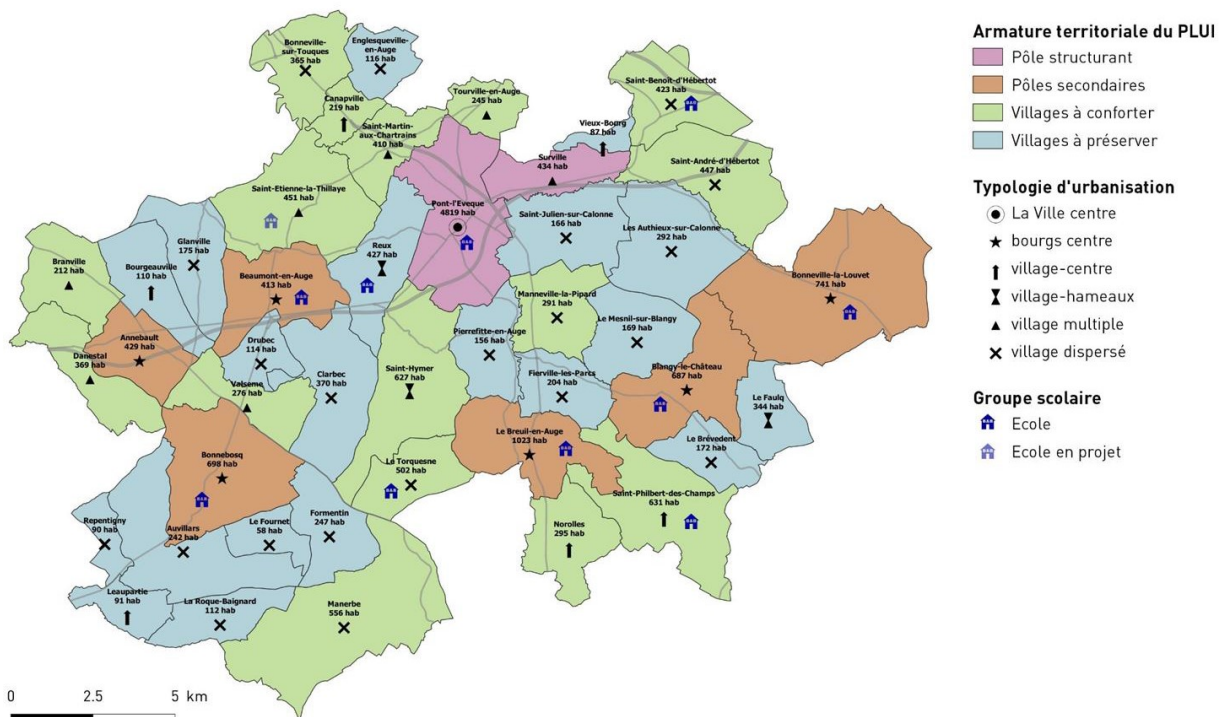 Bonneville-
sur-Touques
365 hab
Englesqueville-
en-Auge
116 hab
Canapville
219 hab
Tourville-en-Auge
245 hab
Saint-Martin-
aux-Chartrains
410 hab
Saint-Benoit-d'Hébertot
423 hab
Vieux-Bourg
87 hab
Surville
434 hab
Saint-André-d'Hébertot
447 hab
Saint-Etienne-la-Thillaye
451 hab
Pont-l'Eveque
4819 hab
Saint-Julien-sur-Calonne
166 hab
Les Authieux-sur-Calonne
292 hab
Branville
212 hab
Bourgeauville
110 hab
Glanville
175 hab
Beaumont-en-Auge
413 hab
Reux
427 hab
Bonneville-la-Louvet
741 hab
Manneville-la-Pipard
291 hab
Le Mesnil-sur-Blangy
169 hab
Annebault
429 hab
Danestal
369 hab
Drubec
114 hab
Valseme
276 hab
Clarbec
370 hab
Saint-Hymer
627 hab
Pierrefitte-en-Auge
156 hab
Fierville-les-Parcs
204 hab
Blangy-le-Château
687 hab
Le Faulq
344 hab
Le Breuil-en-Auge
1023 hab
Le Brévedent
172 hab
Bonnebosq
698 hab
Le Torquesne
502 hab
Saint-Philbert-des-Champs
631 hab
Norolles
295 hab
Repentigny
90 hab
Auvillars
242 hab
Le Fournet
58 hab
Formentin
247 hab
Leaupartie
91 hab
La Roque-Baignard
112 hab
Manerbe
556 hab
0 2.5 5 km
Armature territoriale du PLUI
Pôle structurant
Pôles secondaires
Villages à conforter
Villages à préserver
Typologie d'urbanisation
La Ville centre
bourgs centre
village-centre
village-hameaux
village multiple
village dispersé
Groupe scolaire
Ecole
Ecole en projet